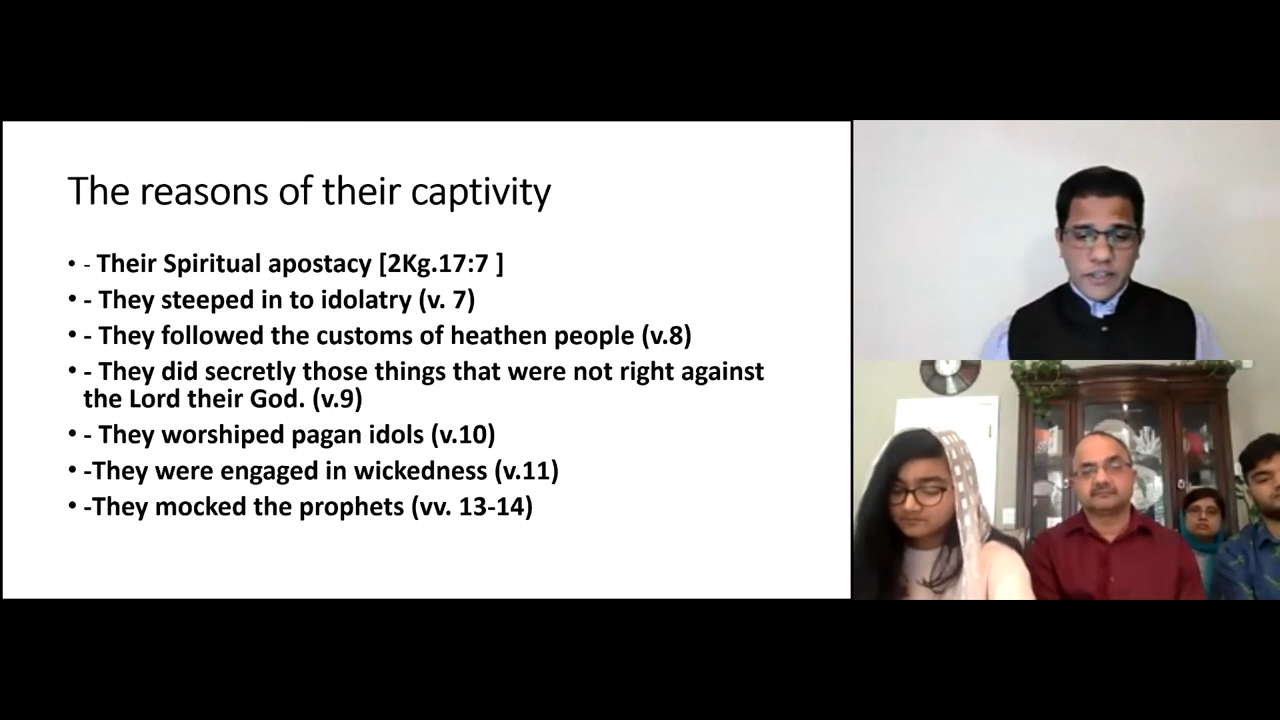 The reasons of their captivity
• - Their Spiritual apostacy [2Kg.17:7 ]
• - They steeped in to idolatry (v. 7)
• - They followed the customs of heathen people (v.8)
• - They did secretly those things that were not right against
the Lord their God. (v.9)
• - They worshiped pagan idols (v.10)
• -They were engaged in wickedness (v.11)
• -They mocked the prophets (vv. 13-14)